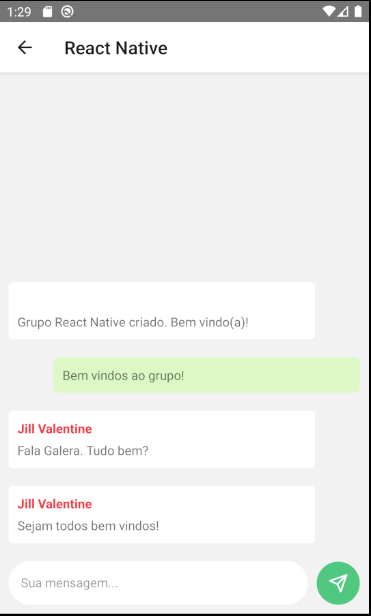 1:29
React Native
Grupo React Native criado. Bem vindo(a)!
Bem vindos ao grupo!
Jill Valentine
Fala Galera. Tudo bem?
Jill Valentine
Sejam todos bem vindos!
Sua mensagem...